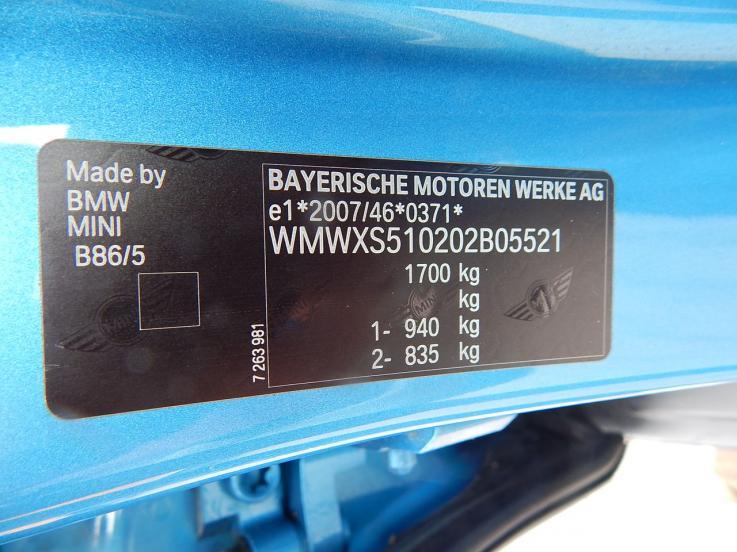 Made by
BMW
MINI
B86/5
7 263 981
BAYERISCHE MOTOREN WERKE AG
e1*2007/46*0371*
WMWXS510202B05521
1700 kg
kg
1- 940 kg
2- 835 kg